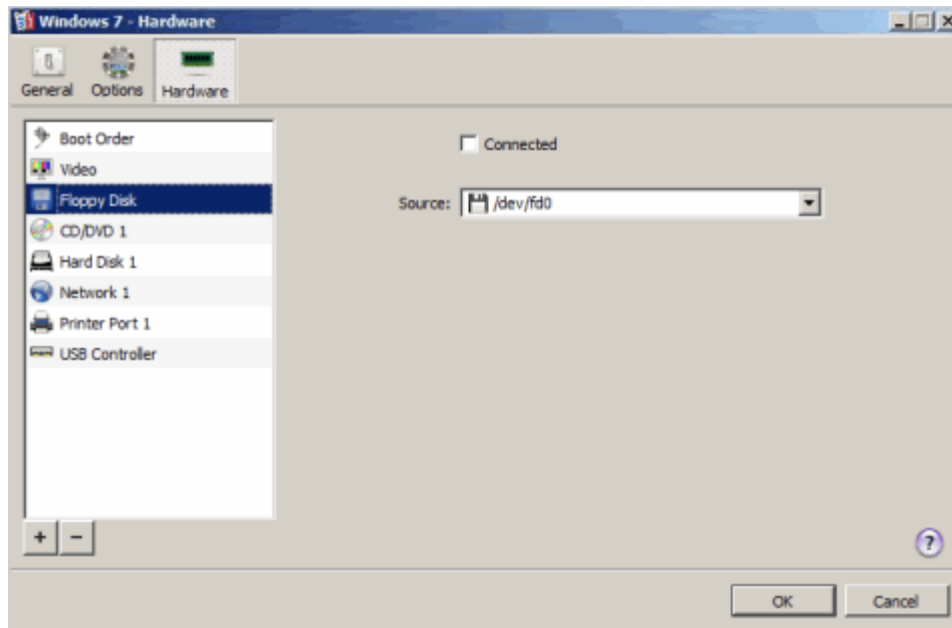 Windows 7 - Hardware
General Options Hardware
Boot Order
Video
Floppy Disk
CD/DVD 1
Hard Disk 1
Network 1
Printer Port 1
USB Controller
Connected
Source: /dev/fd0
+ -
?
OK Cancel